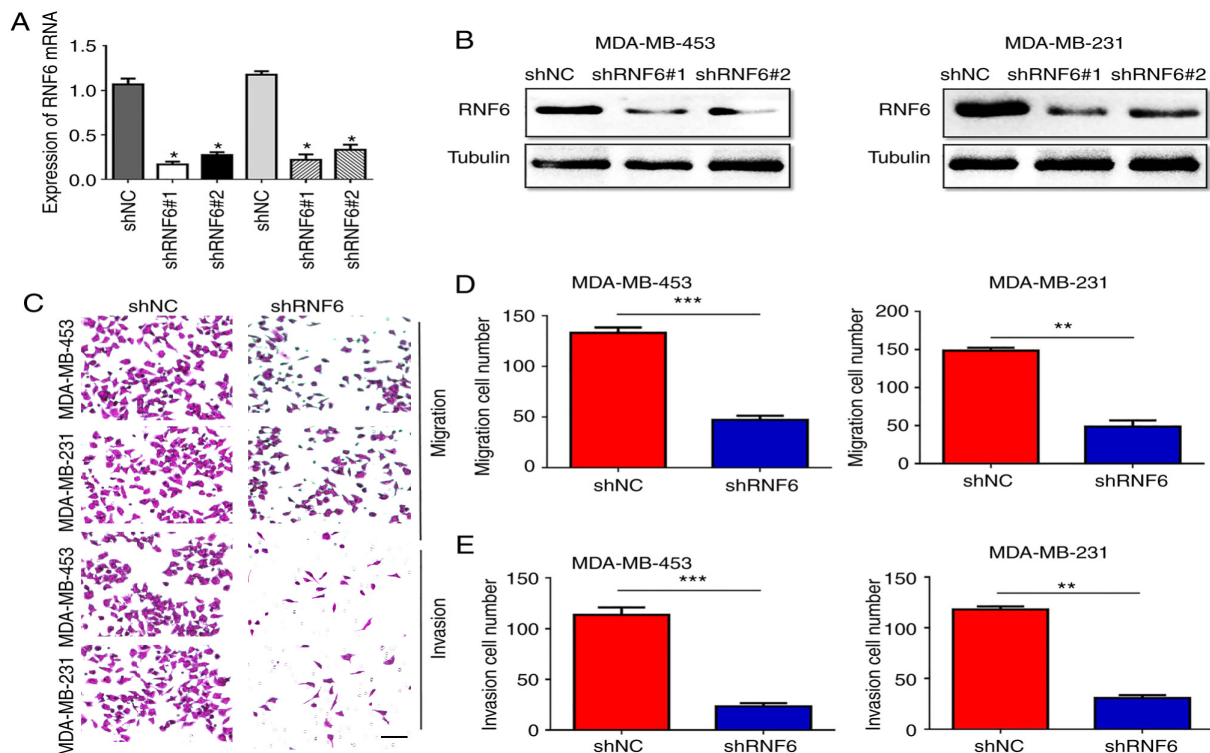 A
Expression of RNF6 mRNA
1.5
1.0
0.5
0.0
* * * *
shNC shRNF6#1 shRNF6#2 shNC shRNF6#1 shRNF6#2
B
MDA-MB-453
shNC shRNF6#1 shRNF6#2
RNF6
Tubulin
MDA-MB-231
shNC shRNF6#1 shRNF6#2
RNF6
Tubulin
C
shNC shRNF6
MDA-MB-453
MDA-MB-231
Migration
MDA-MB-453
MDA-MB-231
Invasion
D
MDA-MB-453
***
Migration cell number
150
100
50
0
shNC shRNF6
MDA-MB-231
**
Migration cell number
200
150
100
50
0
shNC shRNF6
E
MDA-MB-453
***
Invasion cell number
150
100
50
0
shNC shRNF6
MDA-MB-231
**
Invasion cell number
150
100
50
0
shNC shRNF6